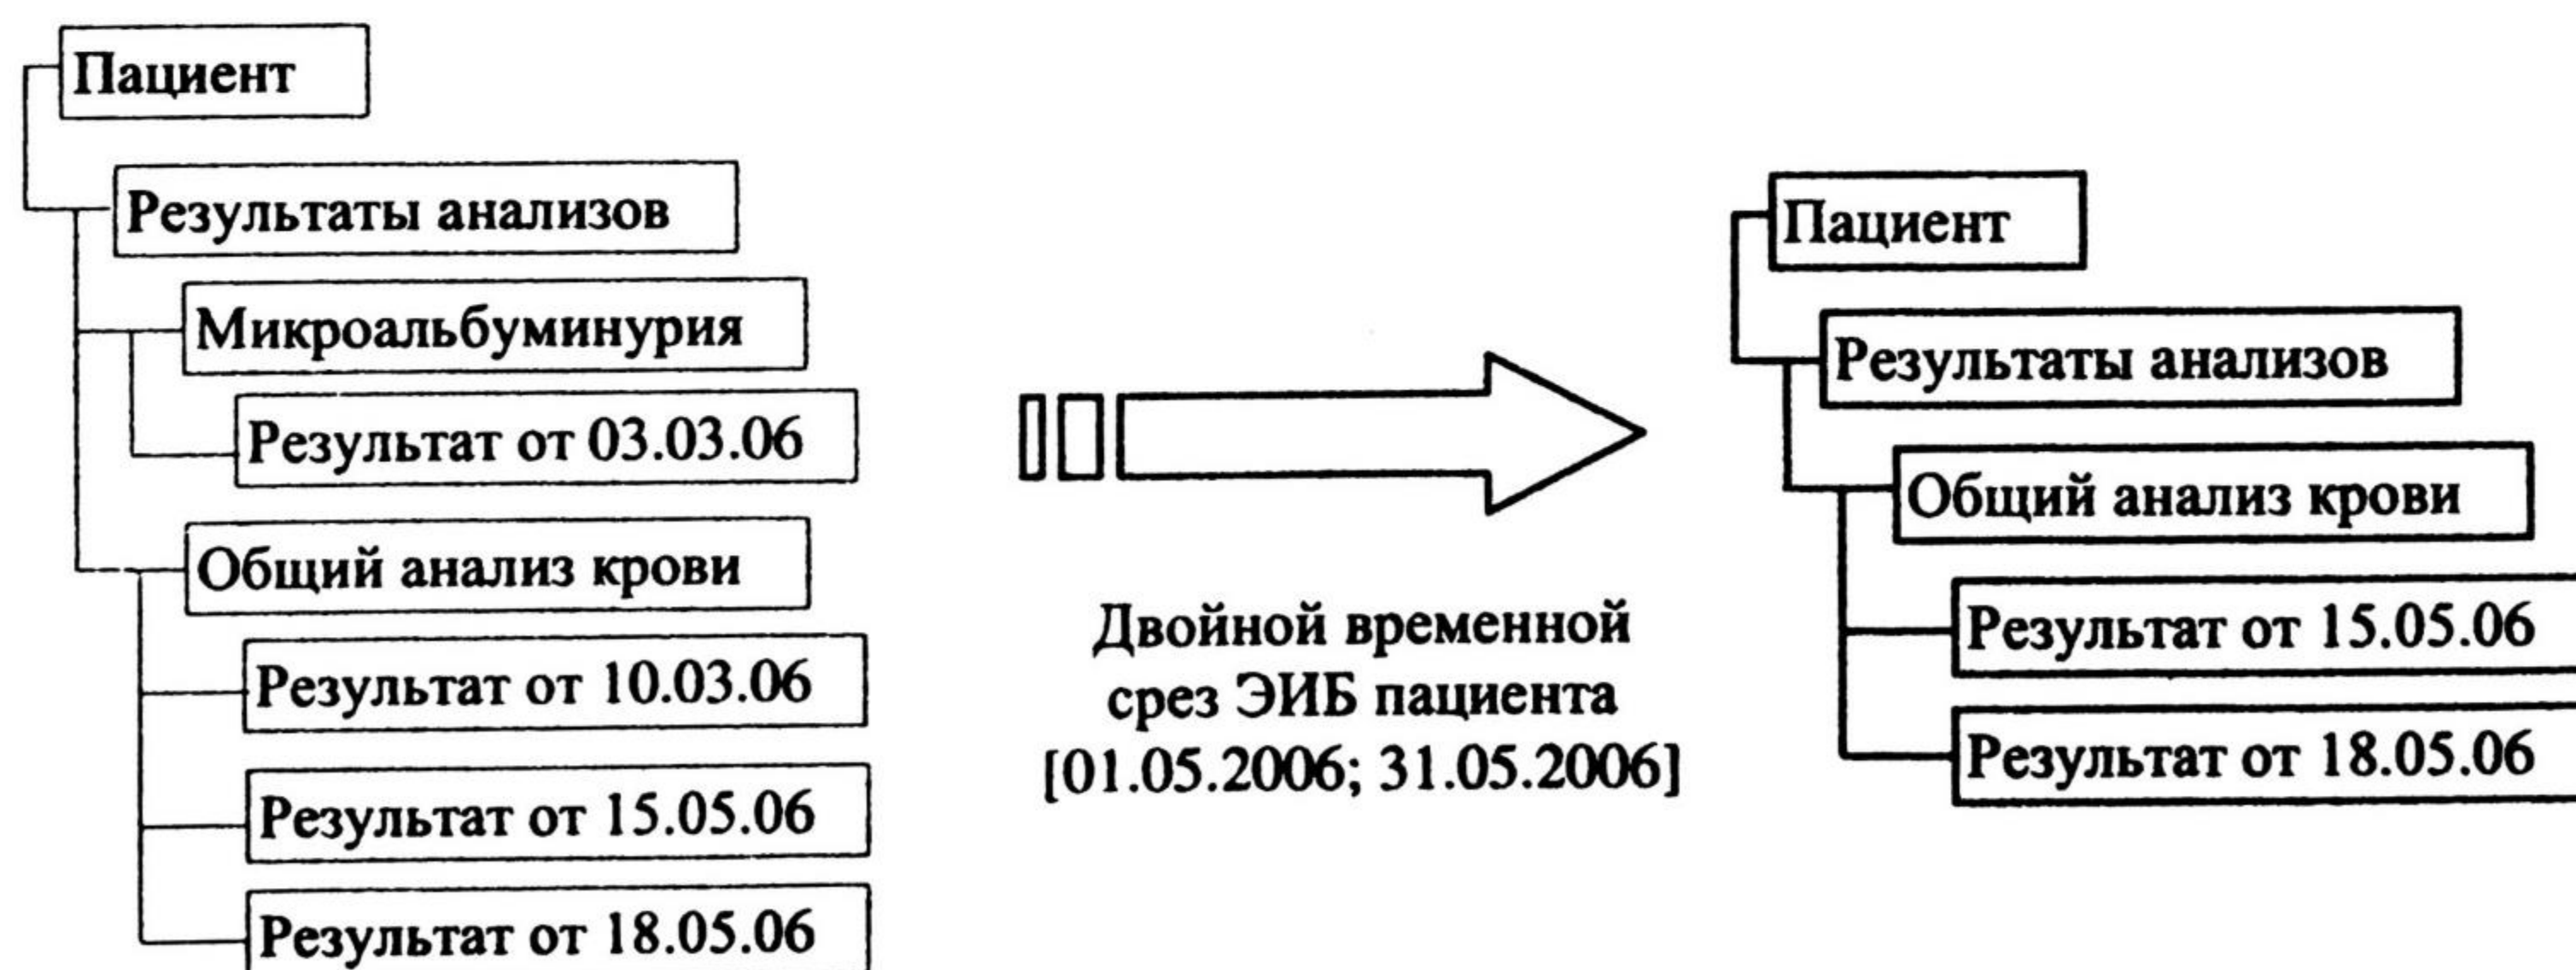 Пациент
Результаты анализов
Микроальбуминурия
Результат от 03.03.06
Общий анализ крови
Результат от 10.03.06
Результат от 15.05.06
Результат от 18.05.06
Двойной временной
срез ЭИБ пациента
[01.05.2006; 31.05.2006]
Пациент
Результаты анализов
Общий анализ крови
Результат от 15.05.06
Результат от 18.05.06